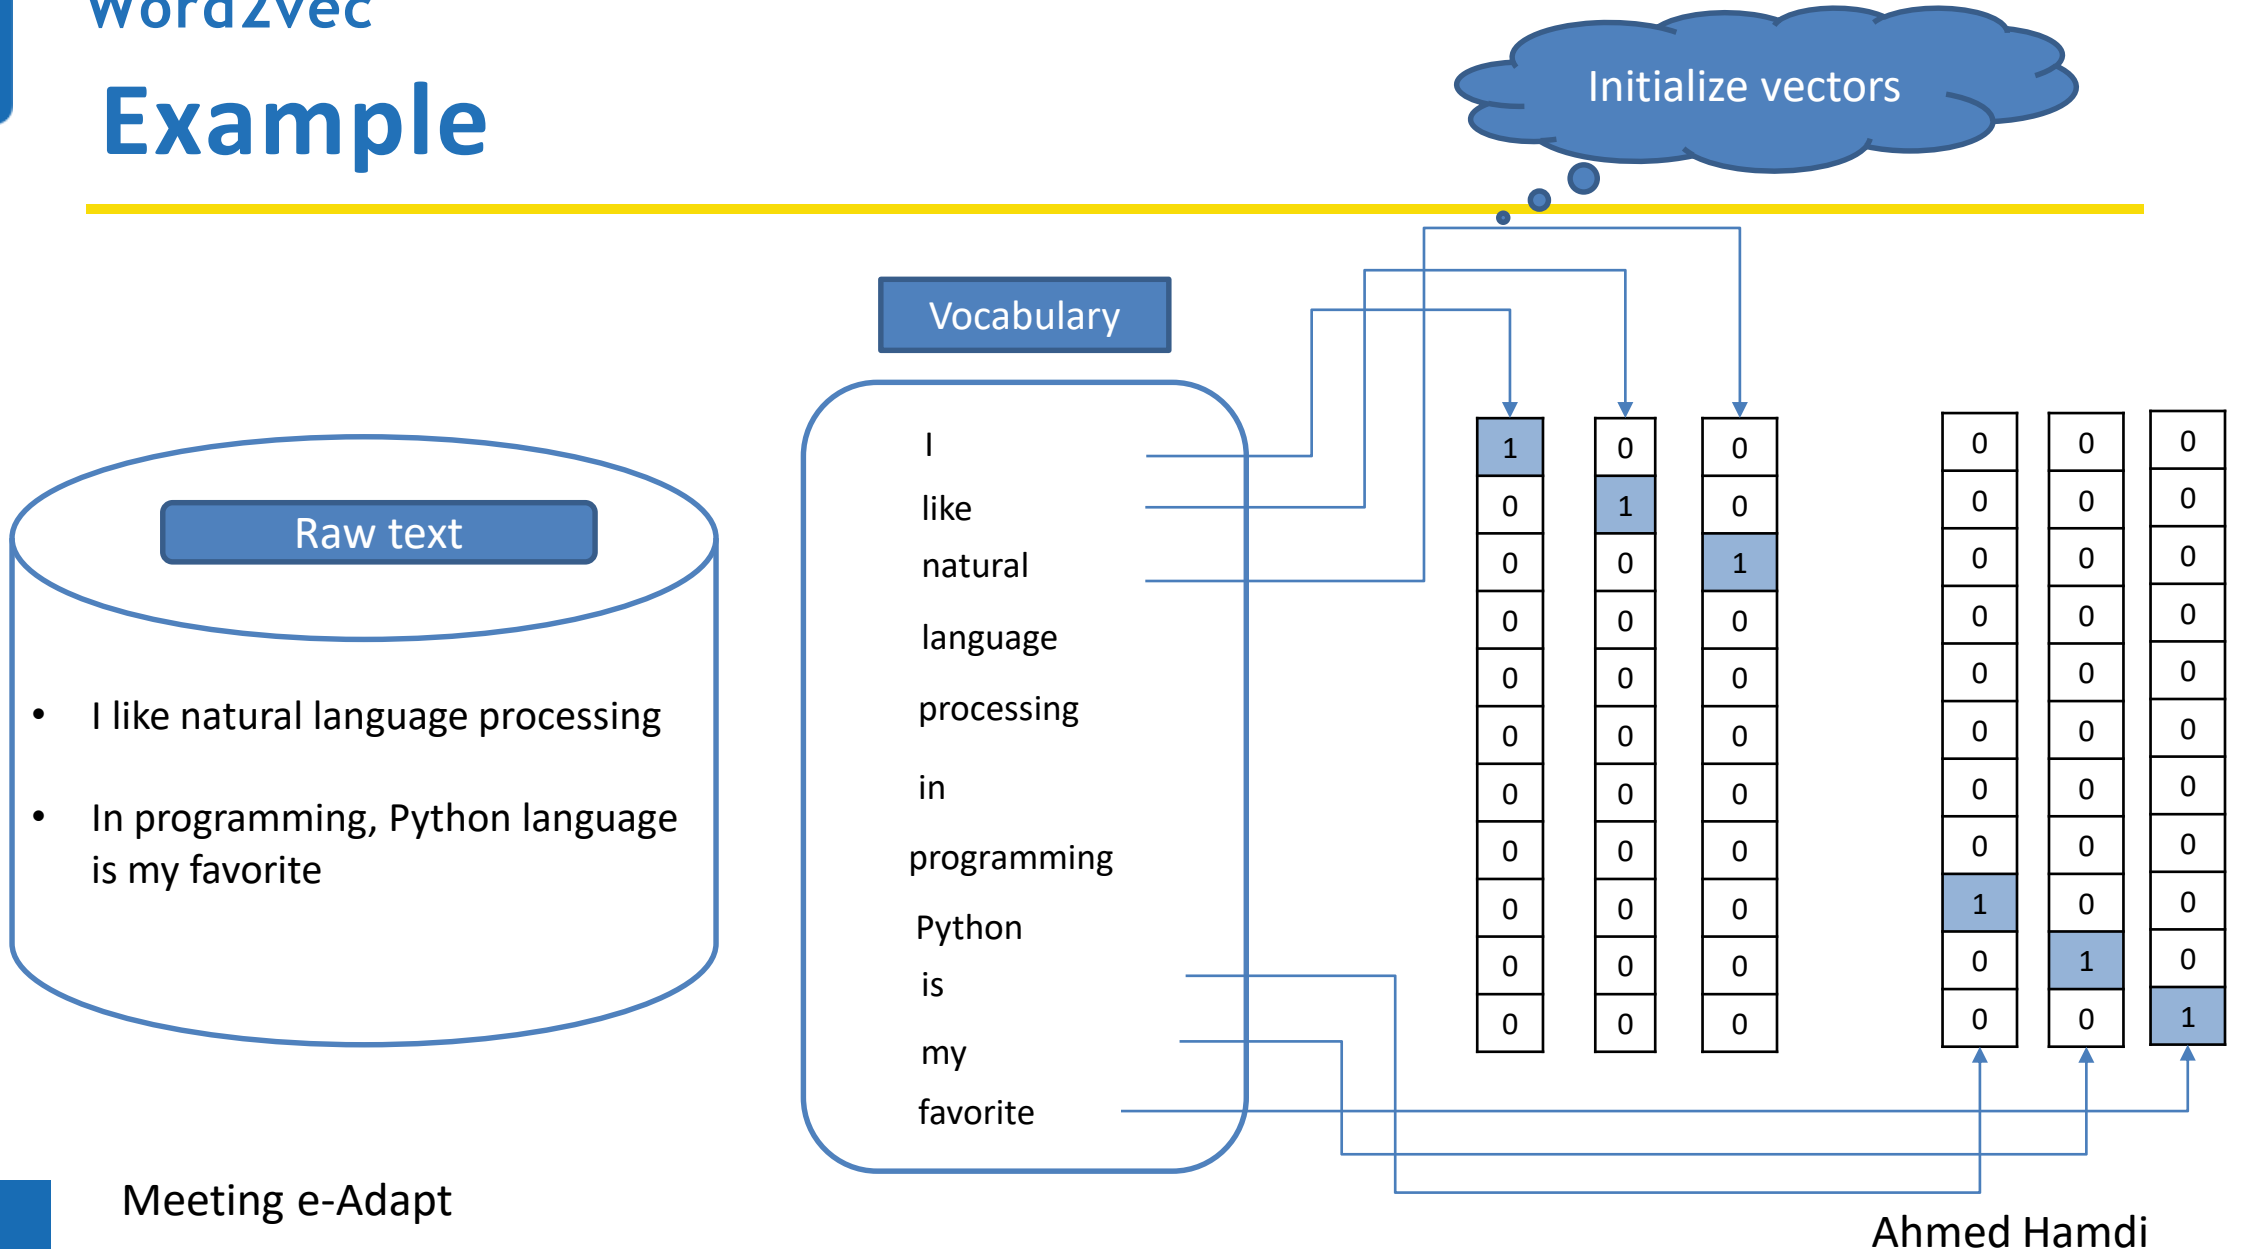 Word2vec
Example
Initialize vectors
Vocabulary
Raw text
• I like natural language processing
• In programming, Python language
is my favorite
I
like
natural
language
processing
in
programming
Python
is
my
favorite
1 0 0 0 0 0
0 1 0 0 0 0
0 0 1 0 0 0
0 0 0 0 0 0
0 0 0 0 0 0
0 0 0 0 0 0
0 0 0 0 0 0
0 0 0 0 0 0
0 0 0 1 0 0
0 0 0 0 1 0
0 0 0 0 0 1
Meeting e-Adapt
Ahmed Hamdi